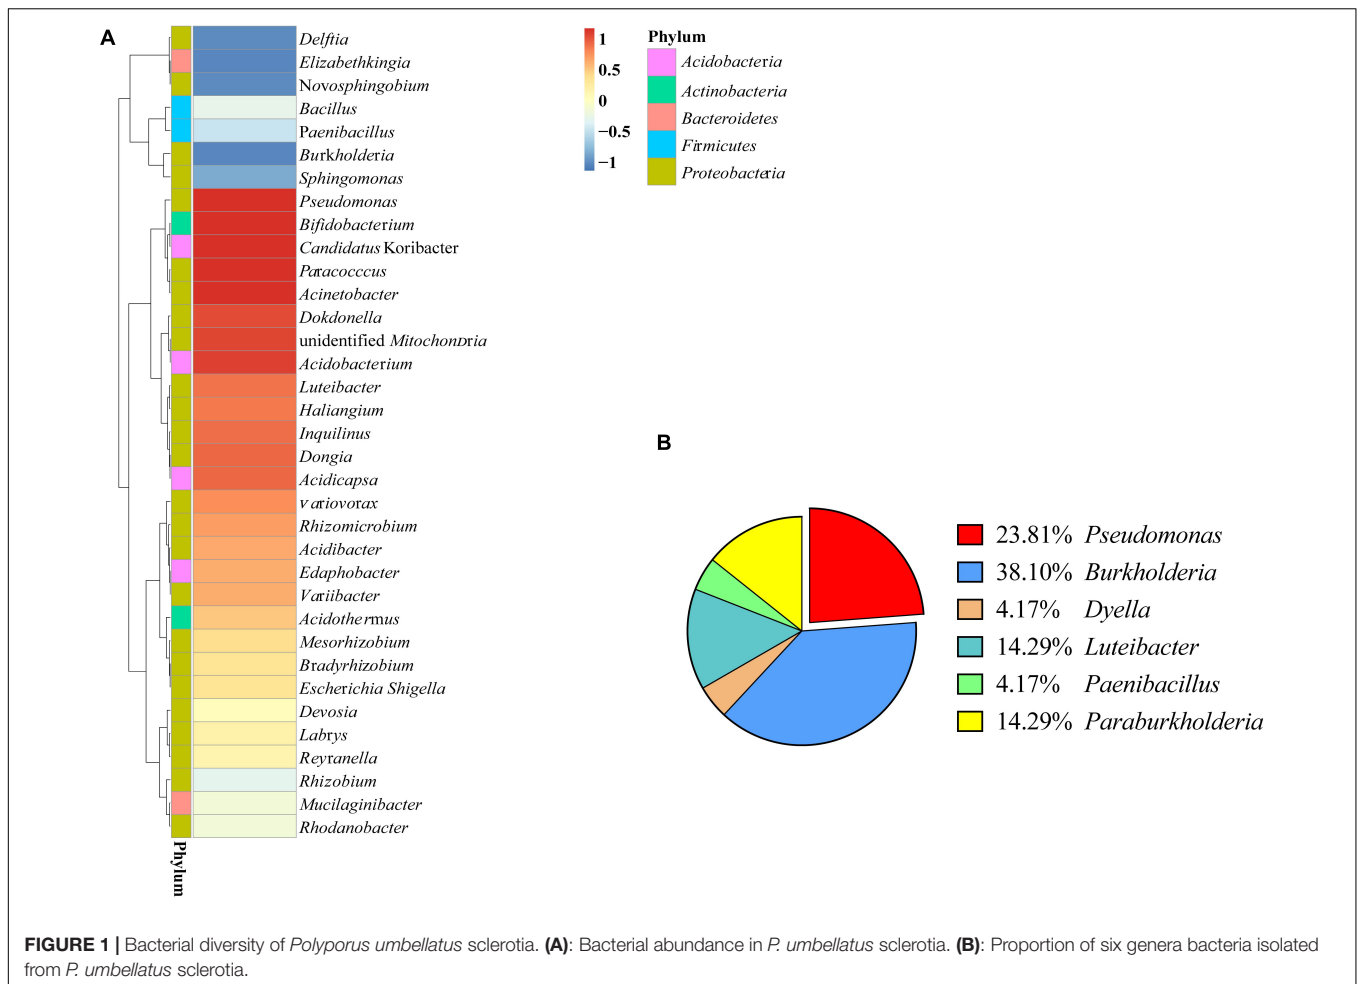 A
Delftia
Elizabethkingia
Novosphingobium
Bacillus
Paenibacillus
Burkholderia
Sphingomonas
Pseudomonas
Bifidobacterium
Candidatus Koribacter
Paracocccus
Acinetobacter
Dokdonella
unidentified Mitochondria
Acidobacterium
Luteibacter
Haliangium
Inquilinus
Dongia
Acidicapsa
variovorax
Rhizomicrobium
Acidibacter
Edaphobacter
Variibacter
Acidothermus
Mesorhizobium
Bradyrhizobium
Escherichia Shigella
Devosia
Labrys
Reyranella
Rhizobium
Mucilaginibacter
Rhodanobacter
Phylum
1
0.5
0
−0.5
−1
Phylum
Acidobacteria
Actinobacteria
Bacteroidetes
Firmicutes
Proteobacteria
B
23.81% Pseudomonas
38.10% Burkholderia
4.17% Dyella
14.29% Luteibacter
4.17% Paenibacillus
14.29% Paraburkholderia
FIGURE 1 | Bacterial diversity of Polyporus umbellatus sclerotia. (A): Bacterial abundance in P. umbellatus sclerotia. (B): Proportion of six genera bacteria isolated
from P. umbellatus sclerotia.